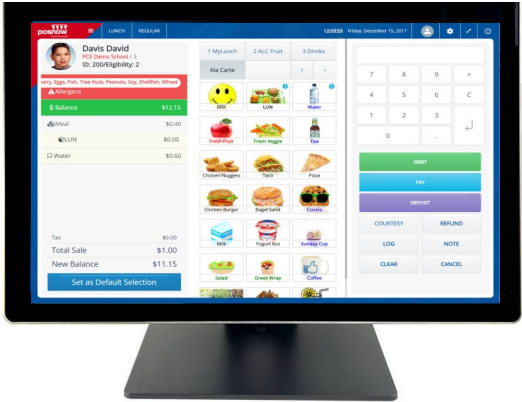 posnow
LUNCH
REGULAR
12:03:53 Friday, December 15, 2017
Davis David
PCS Demo School / 3
ID: 200/Eligibility: 2
airy, Eggs, Fish, Tree Nuts, Peanuts, Soy, Shellfish, Wheat
Allergens
$ Balance $12.15
Meal $0.40
LUN $0.00
Water $0.60
Tax $0.00
Total Sale $1.00
New Balance $11.15
Set as Default Selection
1 MyLunch 2 ALC Fruit 3 Drinks
Ala Carte < >
BRK LUN Water
Fresh Fruit Fresh Veggie Tea
Chicken Nuggets Taco Pizza
Chicken Burger Bagel Sand Cookie
Milk Yogurt 8oz Sunday Cup
Salad Greek Wrap Coffee
7 8 9 >
4 5 6 C
1 2 3
0 .
DEBIT
PAY
DEPOSIT
COURTESY REFUND
LOG NOTE
CLEAR CANCEL